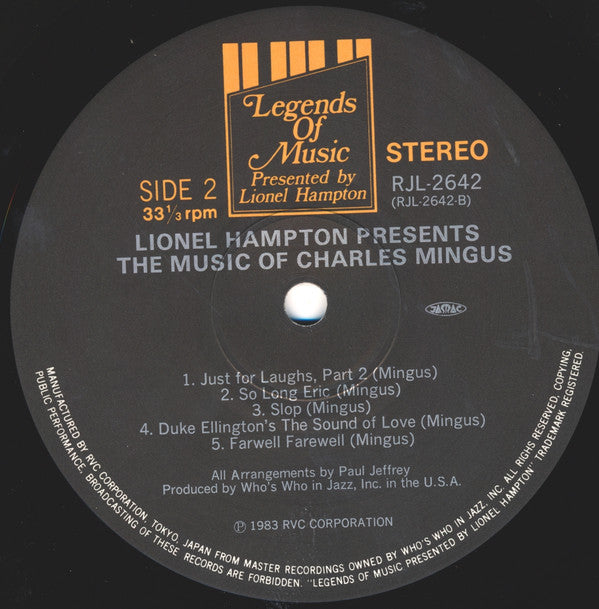 Legends
Of
Music
Presented by
Lionel Hampton
STEREO
SIDE 2
33 1/3 rpm
RJL-2642
(RJL-2642-B)
LIONEL HAMPTON PRESENTS
THE MUSIC OF CHARLES MINGUS
JASRAC
1. Just for Laughs, Part 2 (Mingus)
2. So Long Eric (Mingus)
3. Slop (Mingus)
4. Duke Ellington's The Sound of Love (Mingus)
5. Farwell Farewell (Mingus)
All Arrangements by Paul Jeffrey
Produced by Who's Who in Jazz, Inc. in the U.S.A.
℗ 1983 RVC CORPORATION
MANUFACTURED BY RVC CORPORATION, TOKYO, JAPAN FROM MASTER RECORDINGS OWNED BY WHO'S WHO IN JAZZ, INC. ALL RIGHS RESERVED, COPYING,
PUBLIC PERFORMANCE, BROADCASTING OF THESE RECORDS ARE FORBIDDEN. "LEGENDS OF MUSIC PRESENTED BY LIONEL HAMPTON" TRADEMARK REGISTERED.